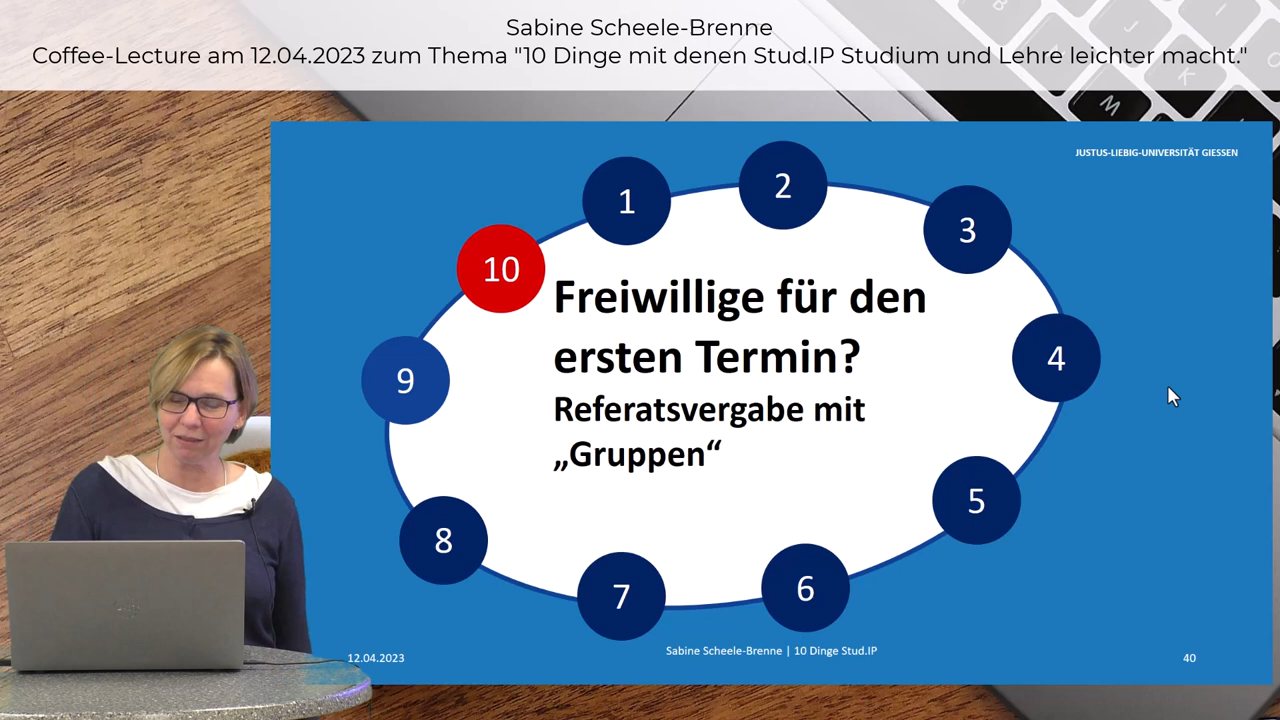 Sabine Scheele-Brenne
Coffee-Lecture am 12.04.2023 zum Thema "10 Dinge mit denen Stud.IP Studium und Lehre leichter macht."
JUSTUS-LIEBIG-UNIVERSITÄT GIESSEN
1
2
3
4
5
6
7
8
9
10
Freiwillige für den
ersten Termin?
Referatsvergabe mit
„Gruppen“
12.04.2023
Sabine Scheele-Brenne | 10 Dinge Stud.IP
40